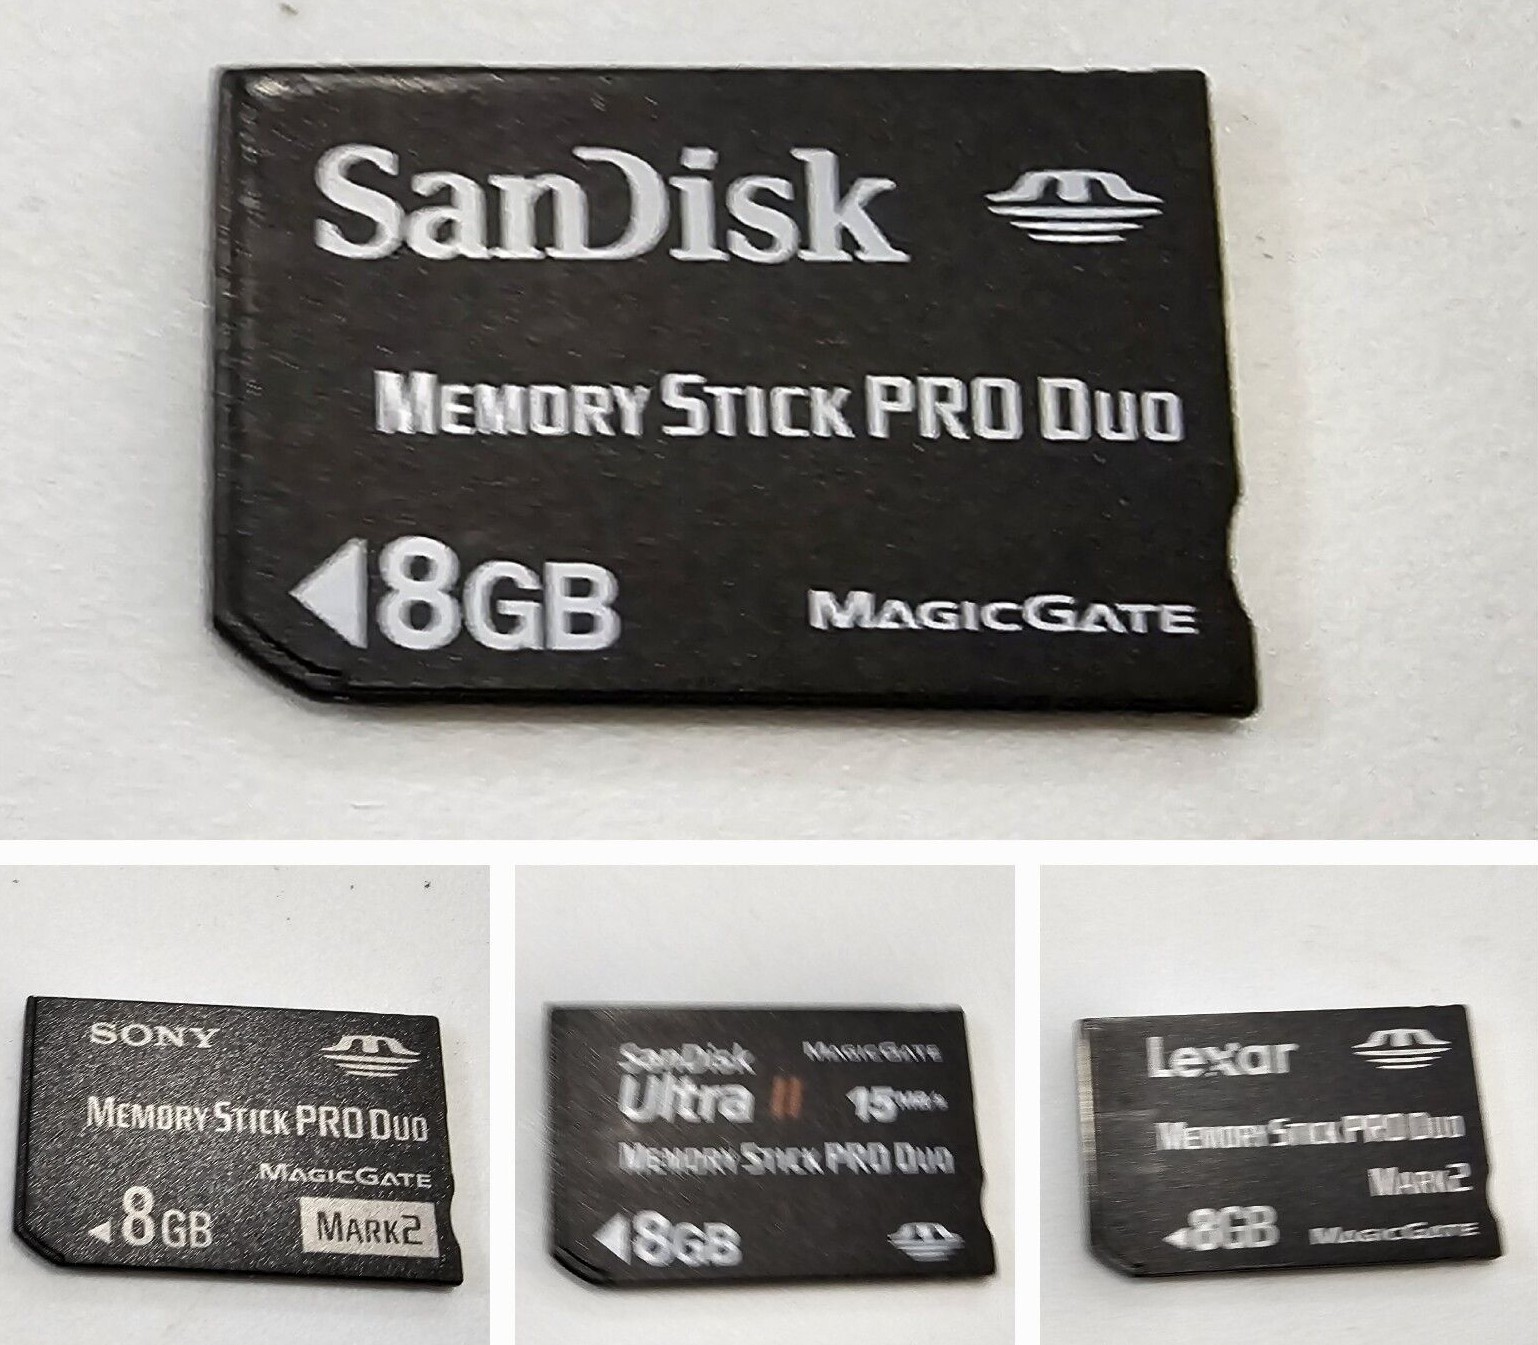 SanDisk
MEMORY STICK PRO DUO
8GB MAGICGATE
SONY
MEMORY STICK PRO DUO
MAGICGATE
8GB MARK2
SanDisk MAGICGATE
Ultra II 15MB/s
MEMORY STICK PRO DUO
8GB
Lexar
MEMORY STICK PRO DUO
MARK2
8GB MAGICGATE